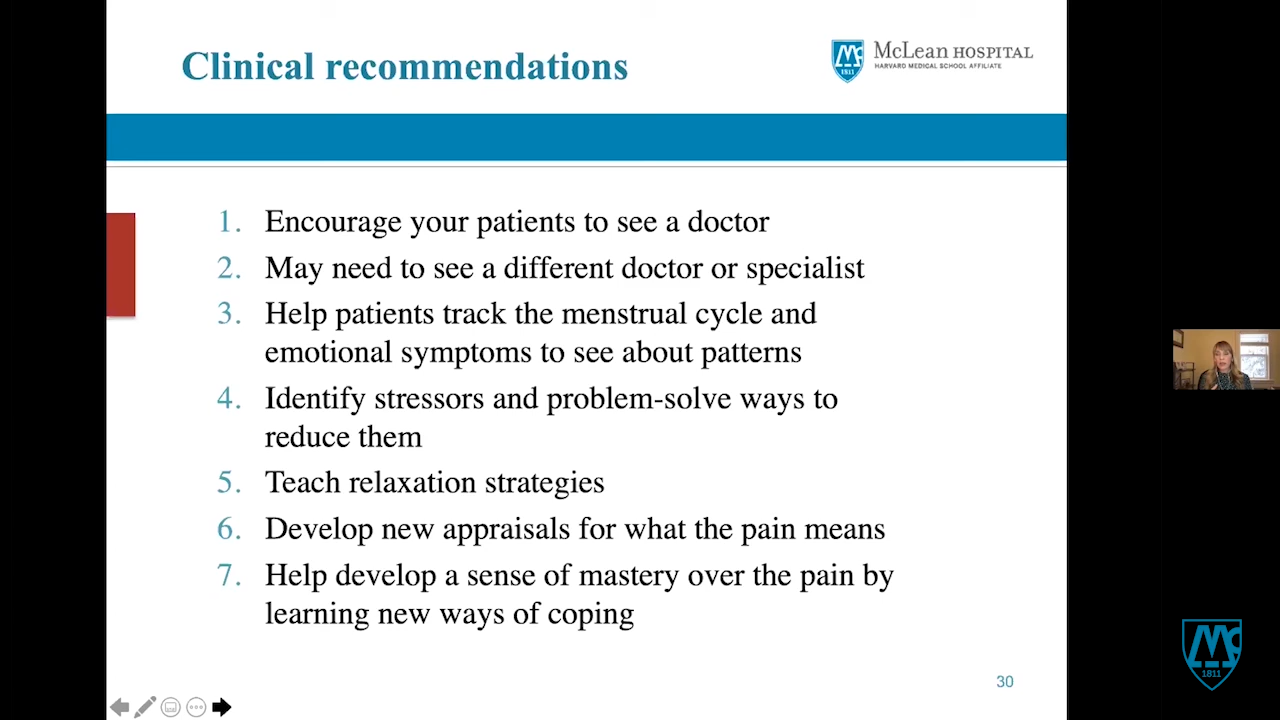 Clinical recommendations
McLean HOSPITAL
HARVARD MEDICAL SCHOOL AFFILIATE
1811
1. Encourage your patients to see a doctor
2. May need to see a different doctor or specialist
3. Help patients track the menstrual cycle and
emotional symptoms to see about patterns
4. Identify stressors and problem-solve ways to
reduce them
5. Teach relaxation strategies
6. Develop new appraisals for what the pain means
7. Help develop a sense of mastery over the pain by
learning new ways of coping
30
1811